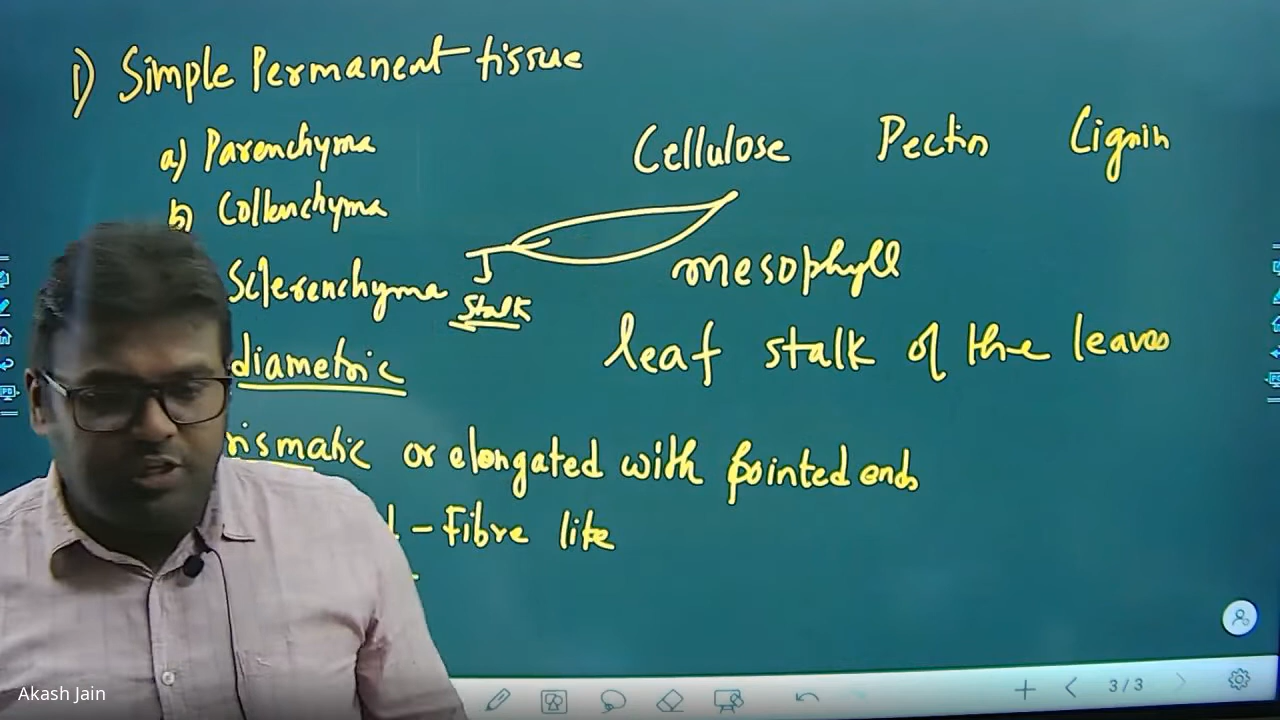 1) Simple Permanent tissue
a) Parenchyma
Cellulose Pectin Lignin
b) Collenchyma
Sclerenchyma
stalk
mesophyll
leaf stalk of the leaves
diametric
rismatic or elongated with pointed ends
- Fibre like
3/3
Akash Jain